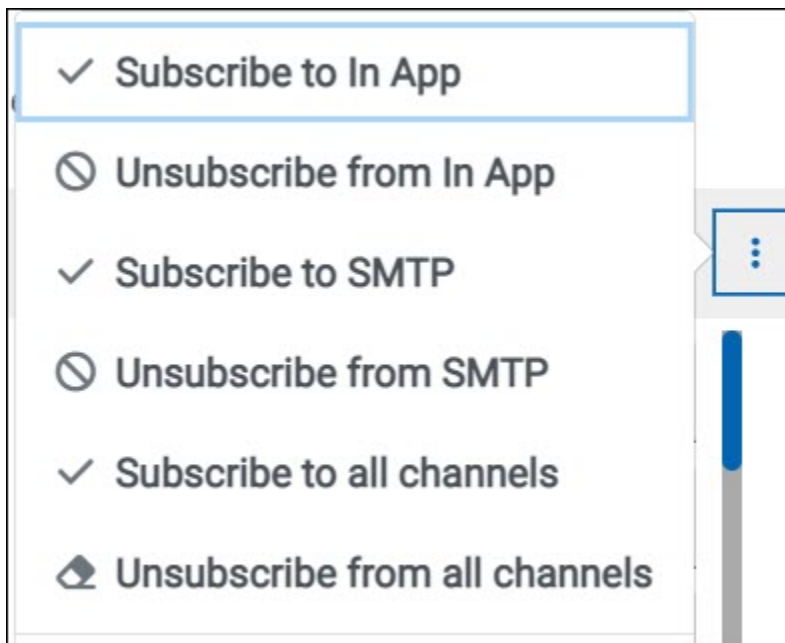 Subscribe to In App
Unsubscribe from In App
Subscribe to SMTP
Unsubscribe from SMTP
Subscribe to all channels
Unsubscribe from all channels